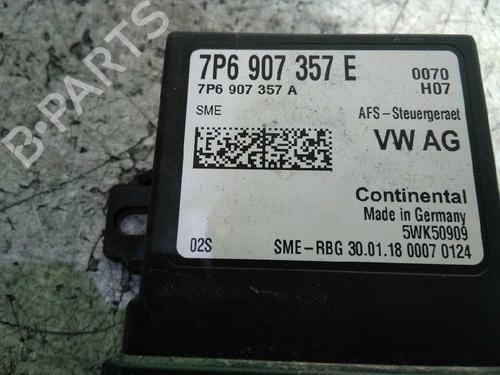 7P6 907 357 E
0070
7P6 907 357 A
H07
SME
AFS-Steuergeraet
VW AG
Continental
Made in Germany
5WK50909
02S
SME-RBG 30.01.18 0007 0124